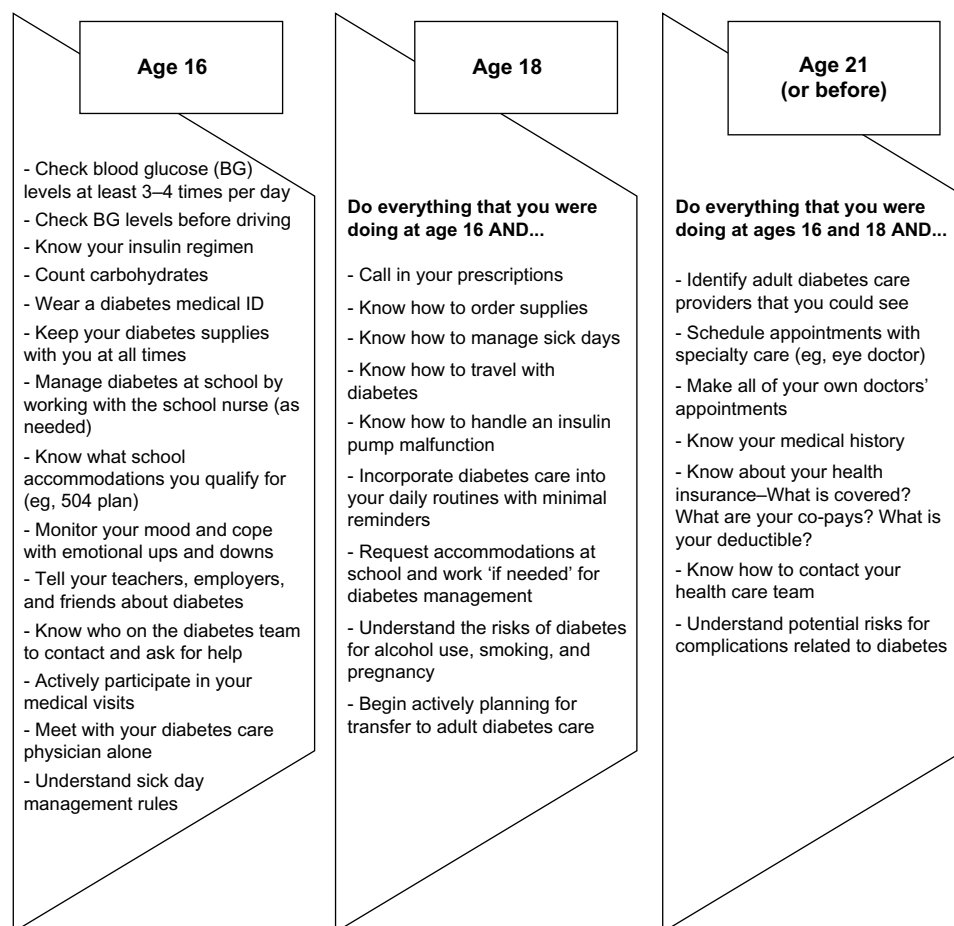 Age 16
- Check blood glucose (BG)
levels at least 3–4 times per day
- Check BG levels before driving
- Know your insulin regimen
- Count carbohydrates
- Wear a diabetes medical ID
- Keep your diabetes supplies
with you at all times
- Manage diabetes at school by
working with the school nurse (as
needed)
- Know what school
accommodations you qualify for
(eg, 504 plan)
- Monitor your mood and cope
with emotional ups and downs
- Tell your teachers, employers,
and friends about diabetes
- Know who on the diabetes team
to contact and ask for help
- Actively participate in your
medical visits
- Meet with your diabetes care
physician alone
- Understand sick day
management rules
Age 18
Do everything that you were
doing at age 16 AND...
- Call in your prescriptions
- Know how to order supplies
- Know how to manage sick days
- Know how to travel with
diabetes
- Know how to handle an insulin
pump malfunction
- Incorporate diabetes care into
your daily routines with minimal
reminders
- Request accommodations at
school and work ‘if needed’ for
diabetes management
- Understand the risks of diabetes
for alcohol use, smoking, and
pregnancy
- Begin actively planning for
transfer to adult diabetes care
Age 21
(or before)
Do everything that you were
doing at ages 16 and 18 AND...
- Identify adult diabetes care
providers that you could see
- Schedule appointments with
specialty care (eg, eye doctor)
- Make all of your own doctors’
appointments
- Know your medical history
- Know about your health
insurance–What is covered?
What are your co-pays? What is
your deductible?
- Know how to contact your
health care team
- Understand potential risks for
complications related to diabetes